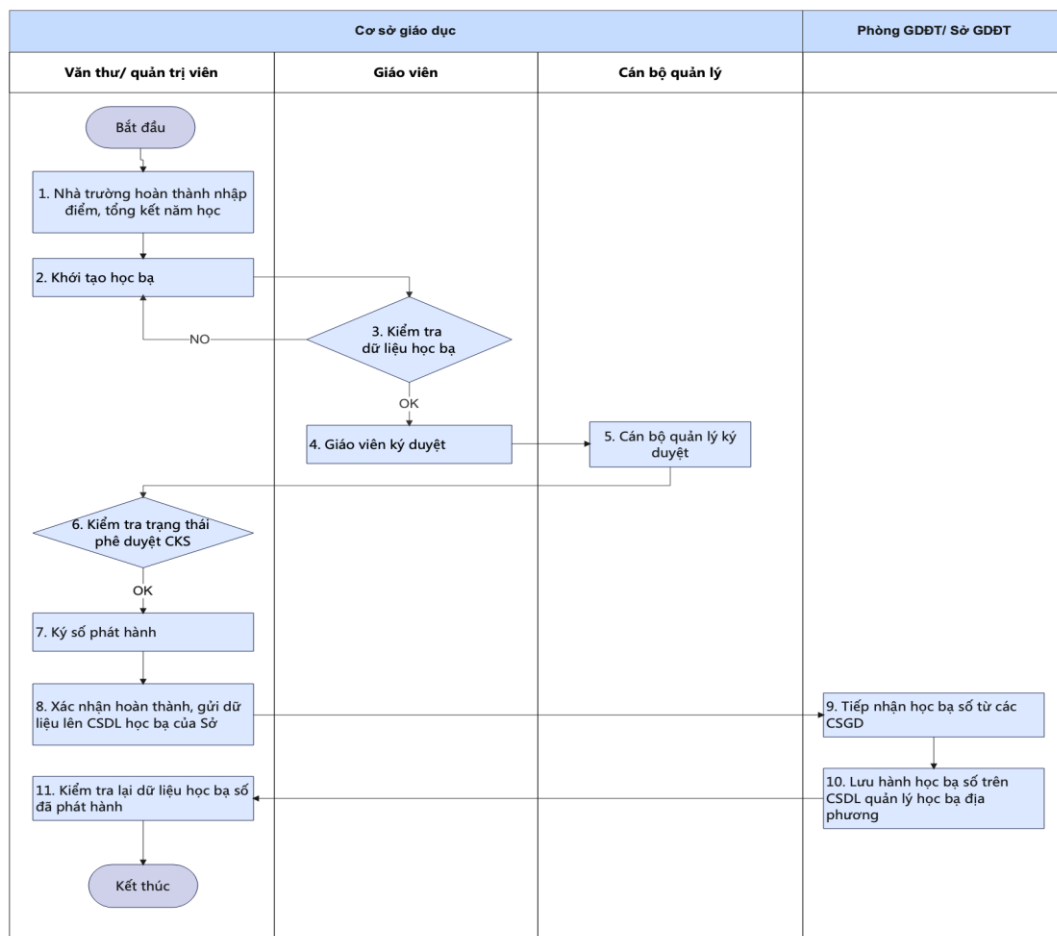 Cơ sở giáo dục
Phòng GDĐT/ Sở GDĐT
Văn thư/ quản trị viên
Giáo viên
Cán bộ quản lý
Bắt đầu
1. Nhà trường hoàn thành nhập
điểm, tổng kết năm học
2. Khởi tạo học bạ
3. Kiểm tra
dữ liệu học bạ
NO
OK
4. Giáo viên ký duyệt
5. Cán bộ quản lý ký
duyệt
6. Kiểm tra trạng thái
phê duyệt CKS
OK
7. Ký số phát hành
8. Xác nhận hoàn thành, gửi dữ
liệu lên CSDL học bạ của Sở
9. Tiếp nhận học bạ số từ các
CSGD
10. Lưu hành học bạ số trên
CSDL quản lý học bạ địa
phương
11. Kiểm tra lại dữ liệu học bạ số
đã phát hành
Kết thúc